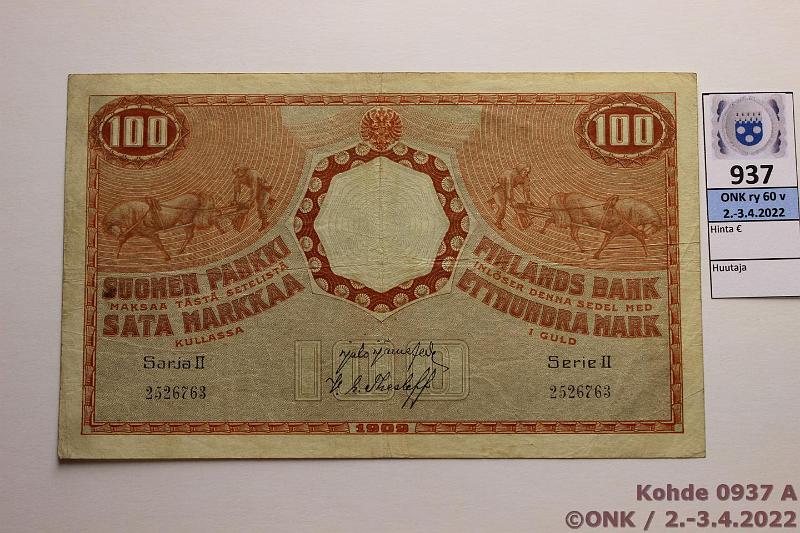 100
100
SUOMEN PANKKI
MAKSAA TÄSTÄ SETELISTÄ
SATA MARKKAA
KULLASSA
FINLANDS BANK
INLÖSER DENNA SEDEL MED
ETTHUNDRA MARK
I GULD
Sarja II
2526763
Serie II
2526763
100
1909
937
ONK ry 60 v
2.-3.4.2022
Hinta €
Huutaja
Kohde 0937 A
©ONK / 2.-3.4.2022